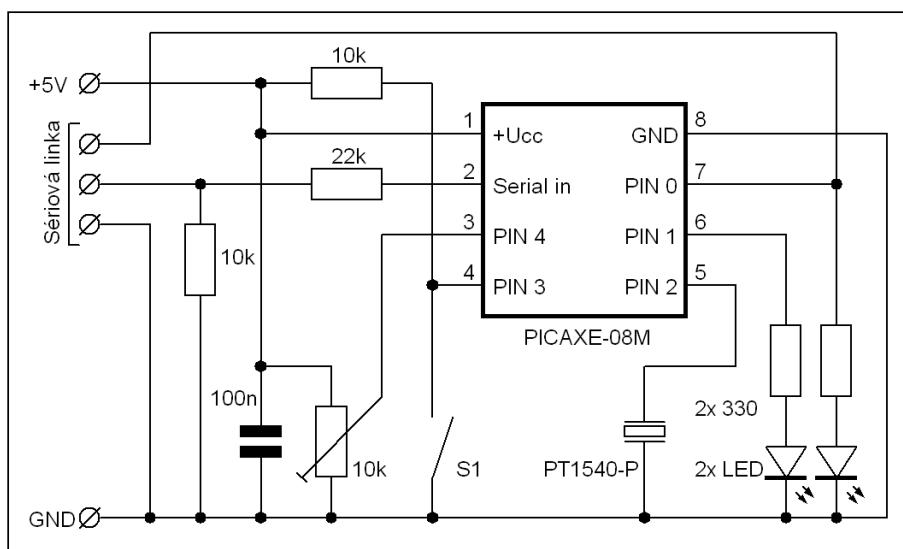 10k
+5V
Sériová linka
1
+Ucc
GND
8
22k
2
Serial in
PIN 0
7
3
PIN 4
PIN 1
6
10k
4
PIN 3
PIN 2
5
PICAXE-08M
100n
10k
S1
PT1540-P
2x 330
2x LED
GND